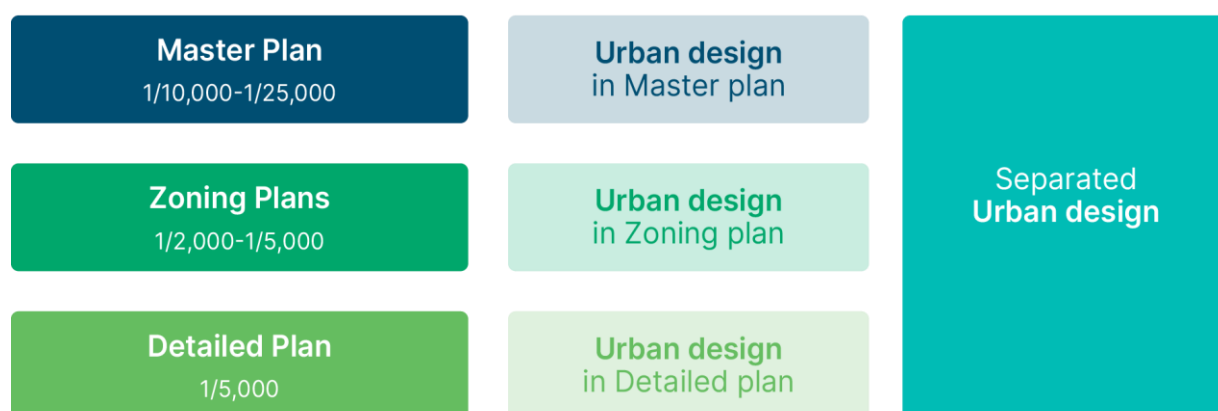 Master Plan
1/10,000-1/25,000
Urban design
in Master plan
Zoning Plans
1/2,000-1/5,000
Urban design
in Zoning plan
Separated
Urban design
Detailed Plan
1/5,000
Urban design
in Detailed plan